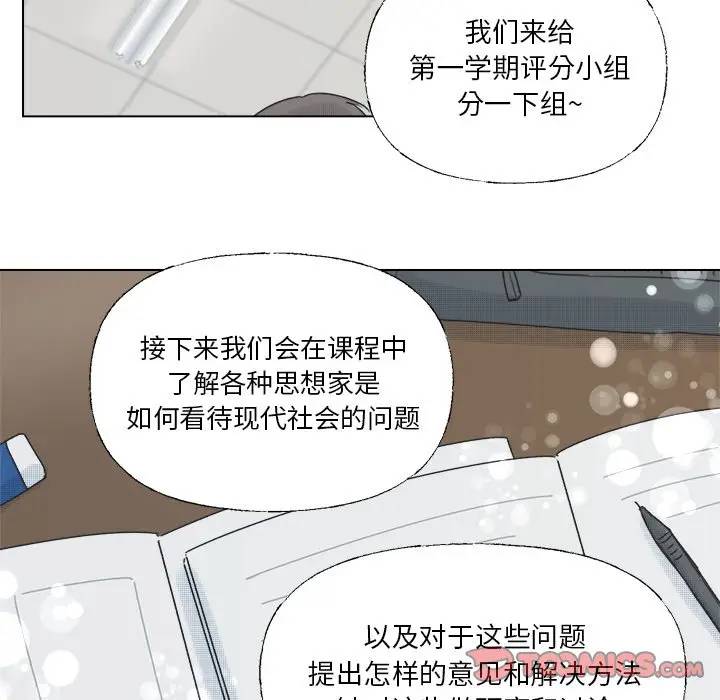 我们来给
第一学期评分小组
分一下组~
接下来我们会在课程中
了解各种思想家是
如何看待现代社会的问题
以及对于这些问题
提出怎样的意见和解决方法
TOOMICS.COM